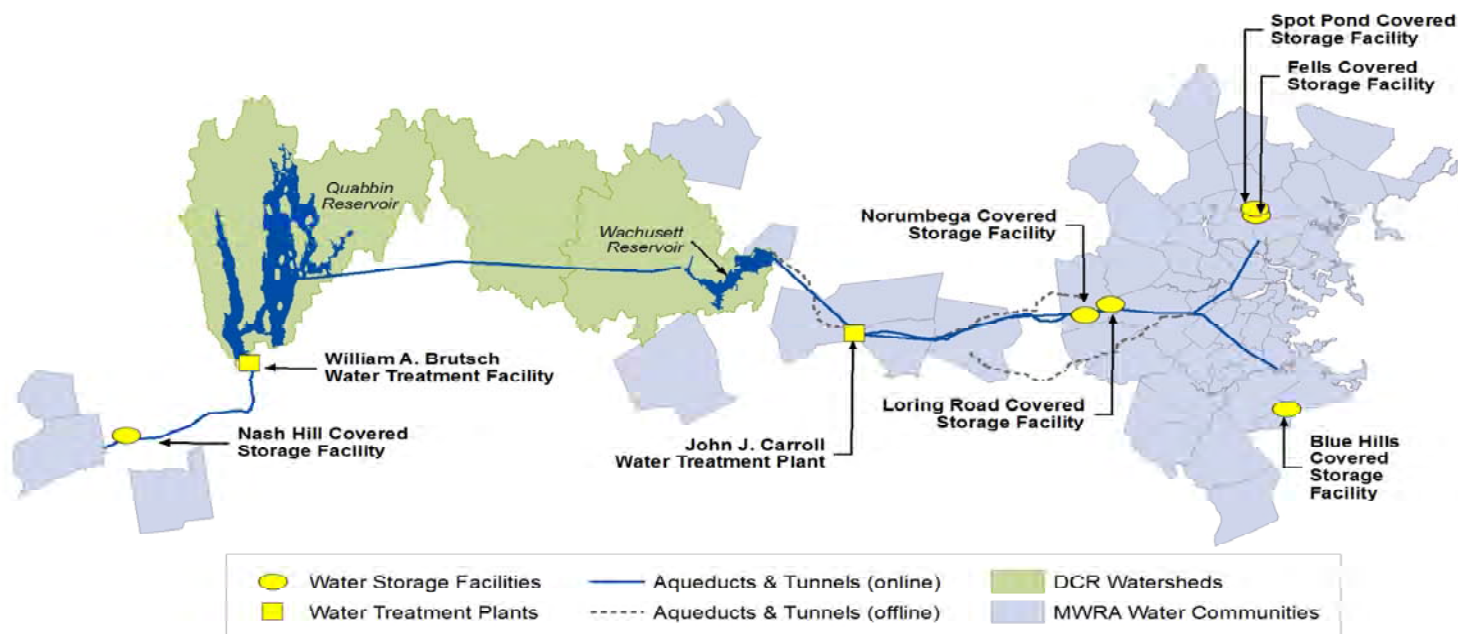 Spot Pond Covered
Storage Facility
Fells Covered
Storage Facility
Quabbin
Reservoir
Wachusett
Reservoir
Norumbega Covered
Storage Facility
William A. Brutsch
Water Treatment Facility
Nash Hill Covered
Storage Facility
John J. Carroll
Water Treatment Plant
Loring Road Covered
Storage Facility
Blue Hills
Covered
Storage
Facility
Water Storage Facilities
Aqueducts & Tunnels (online)
DCR Watersheds
Water Treatment Plants
Aqueducts & Tunnels (offline)
MWRA Water Communities